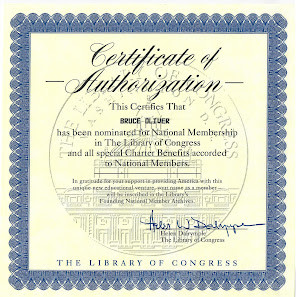 Certificate of
Authorization
This Certifies That
BRUCE OLIVER
has been nominated for National Membership
in The Library of Congress
and all special Charter Benefits accorded
to National Members.
In gratitude for your support in providing America with this
unique new educational venture, your name as a member
will be inscribed in the Library's
Founding National Member Archives.
Helen W Dalrymple
Helen Dalrymple
The Library of Congress
THE LIBRARY OF CONGRESS